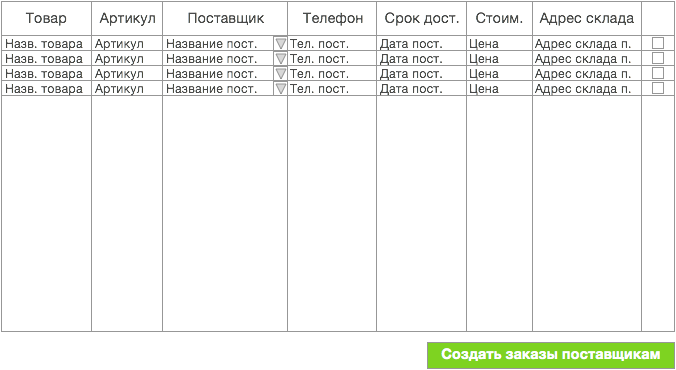 Товар Артикул Поставщик Телефон Срок дост. Стоим. Адрес склада
Назв. товара Артикул Название пост. Тел. пост. Дата пост. Цена Адрес склада п.
Назв. товара Артикул Название пост. Тел. пост. Дата пост. Цена Адрес склада п.
Назв. товара Артикул Название пост. Тел. пост. Дата пост. Цена Адрес склада п.
Назв. товара Артикул Название пост. Тел. пост. Дата пост. Цена Адрес склада п.
Создать заказы поставщикам